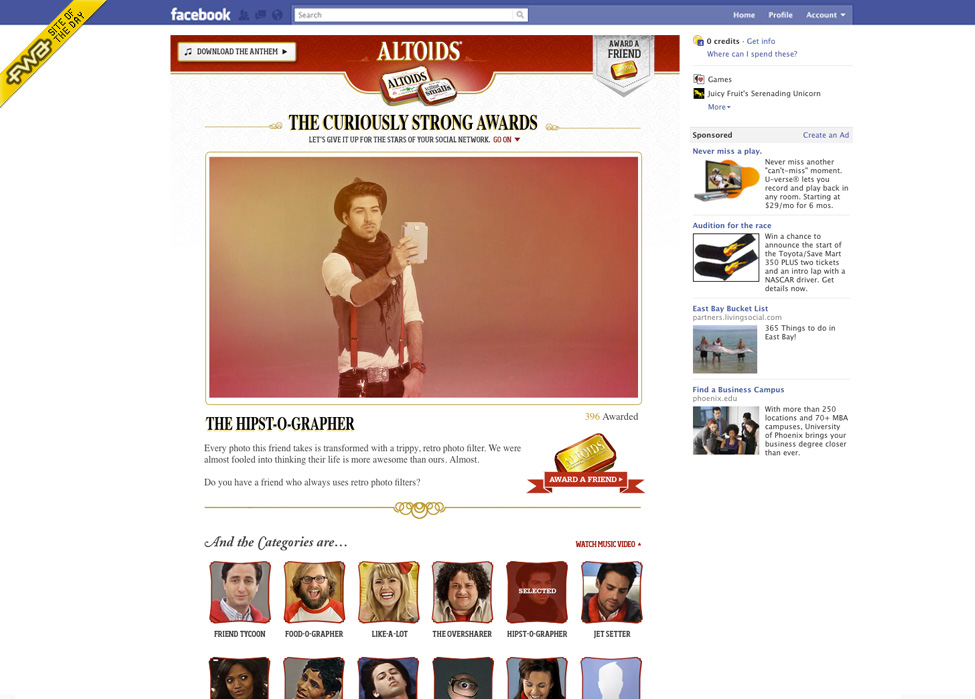 SITE OF
THE DAY
fwa
facebook
Search
Home Profile Account
DOWNLOAD THE ANTHEM
ALTOIDS
ALTOIDS
smalls
AWARD A
FRIEND
THE CURIOUSLY STRONG AWARDS
LET'S GIVE IT UP FOR THE STARS OF YOUR SOCIAL NETWORK. GO ON
THE HIPST-O-GRAPHER
396 Awarded
Every photo this friend takes is transformed with a trippy, retro photo filter. We were
almost fooled into thinking their life is more awesome than ours. Almost.
Do you have a friend who always uses retro photo filters?
ALTOIDS
AWARD A FRIEND
And the Categories are...
WATCH MUSIC VIDEO
SELECTED
FRIEND TYCOON
FOOD-O-GRAPHER
LIKE-A-LOT
THE OVERSHARER
HIPST-O-GRAPHER
JET SETTER
0 credits · Get info
Where can I spend these?
Games
Juicy Fruit's Serenading Unicorn
More
Sponsored
Create an Ad
Never miss a play.
Never miss another
"can't-miss" moment.
U-verse® lets you
record and play back in
any room. Starting at
$29/mo for 6 mos.
Audition for the race
Win a chance to
announce the start of
the Toyota/Save Mart
350 PLUS two tickets
and an intro lap with a
NASCAR driver. Get
details now.
East Bay Bucket List
partners.livingsocial.com
365 Things to do in
East Bay!
Find a Business Campus
phoenix.edu
With more than 250
locations and 70+ MBA
campuses, University
of Phoenix brings your
business degree closer
than ever.